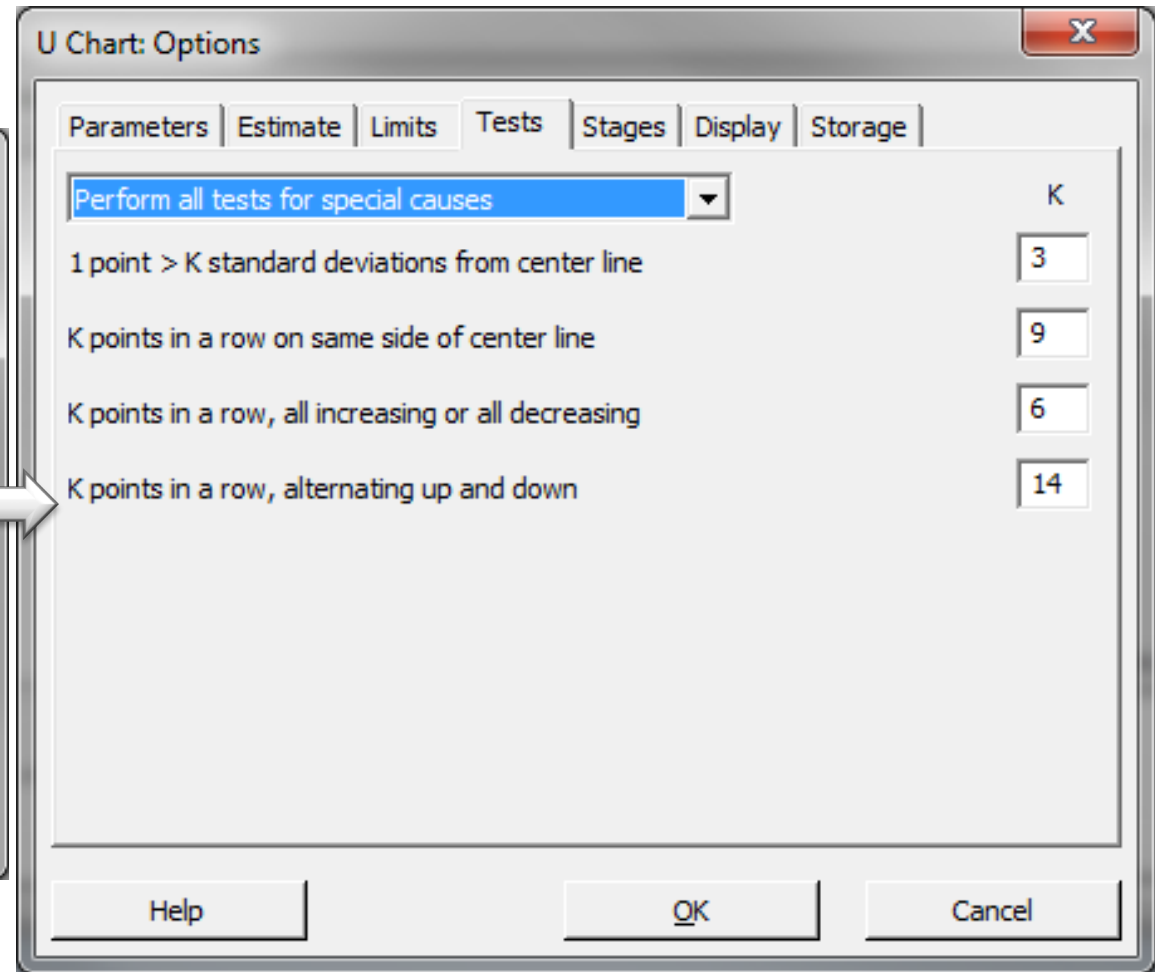 U Chart: Options
Parameters Estimate Limits Tests Stages Display Storage
Perform all tests for special causes K
1 point > K standard deviations from center line 3
K points in a row on same side of center line 9
K points in a row, all increasing or all decreasing 6
K points in a row, alternating up and down 14
Help OK Cancel